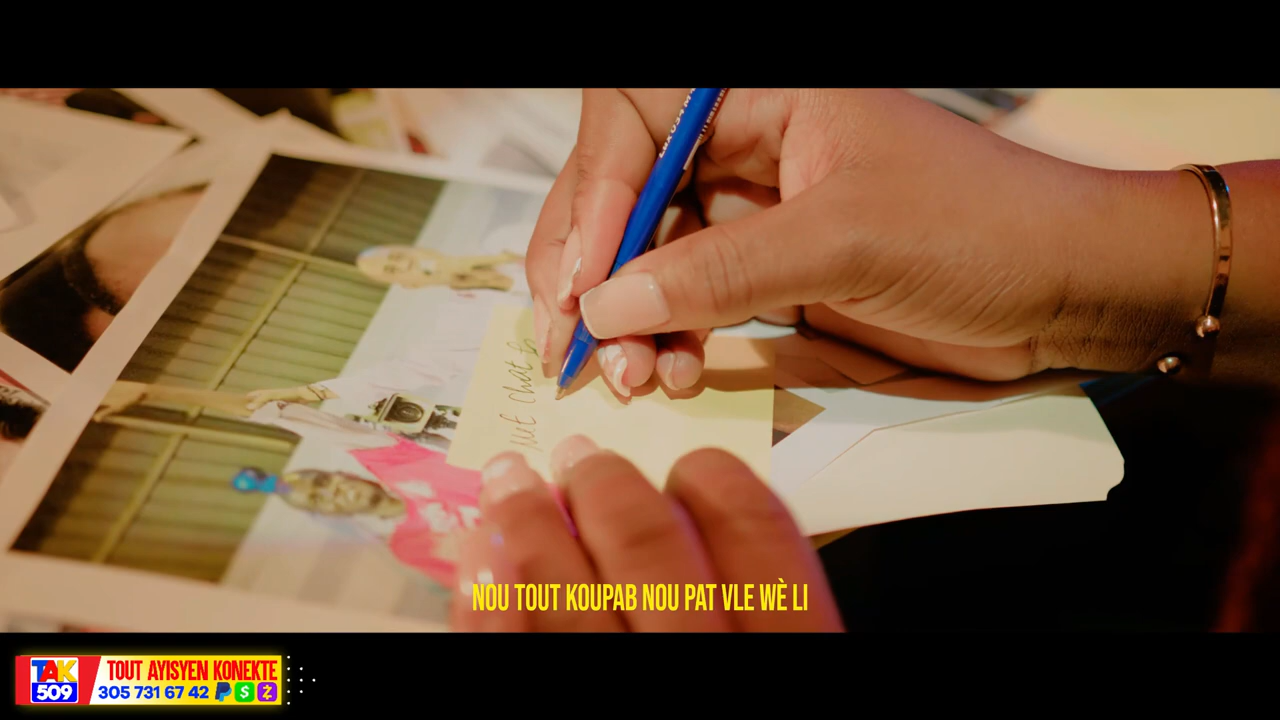 NOU TOUT KOUPAB NOU PAT VLE WÈ LI
TAK
509
TOUT AYISYEN KONEKTE
305 731 67 42